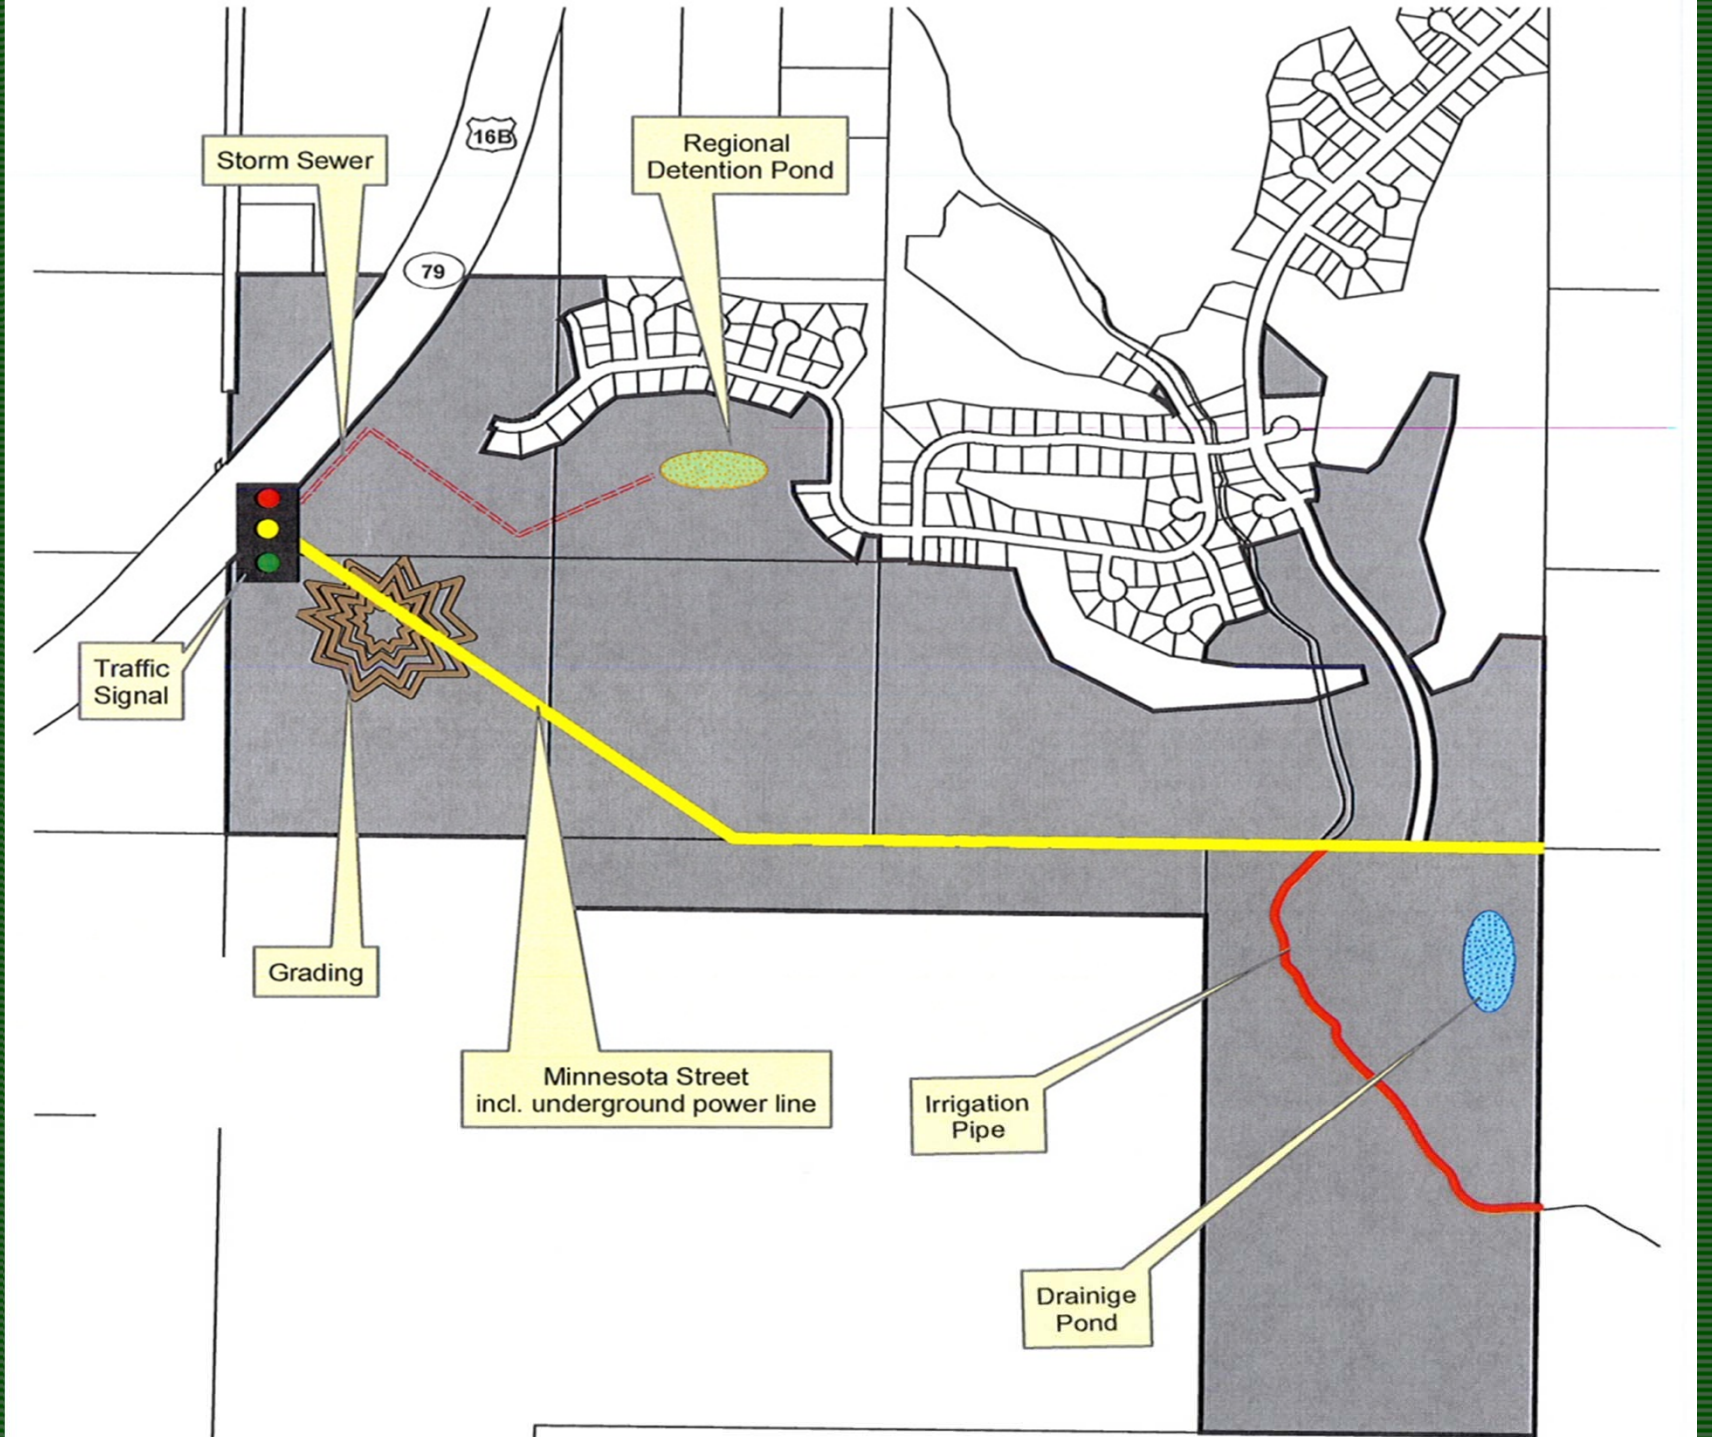 16B
Storm Sewer
Regional
Detention Pond
79
Traffic
Signal
Grading
Minnesota Street
incl. underground power line
Irrigation
Pipe
Drainige
Pond